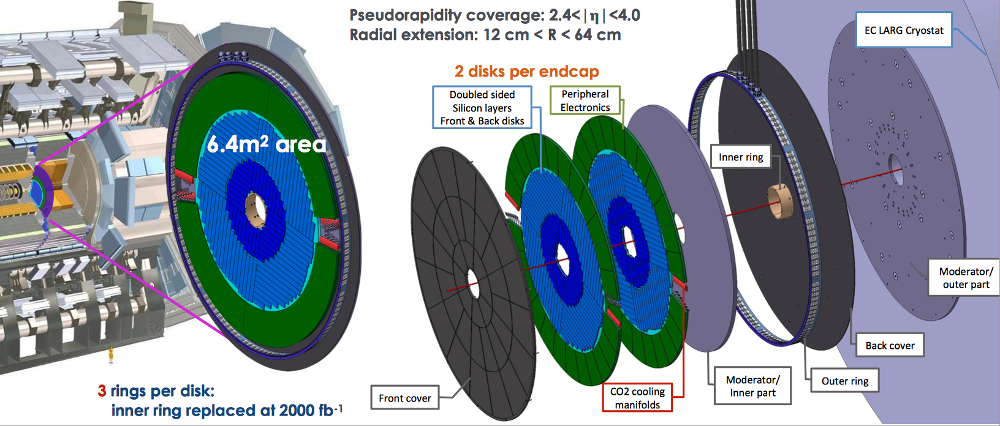 Pseudorapidity coverage: 2.4<|η|<4.0
Radial extension: 12 cm < R < 64 cm
EC LARG Cryostat
2 disks per endcap
Doubled sided
Silicon layers
Front & Back disks
Peripheral
Electronics
6.4m² area
Inner ring
Moderator/
outer part
Back cover
Outer ring
Moderator/
Inner part
CO2 cooling
manifolds
Front cover
3 rings per disk:
inner ring replaced at 2000 fb⁻¹